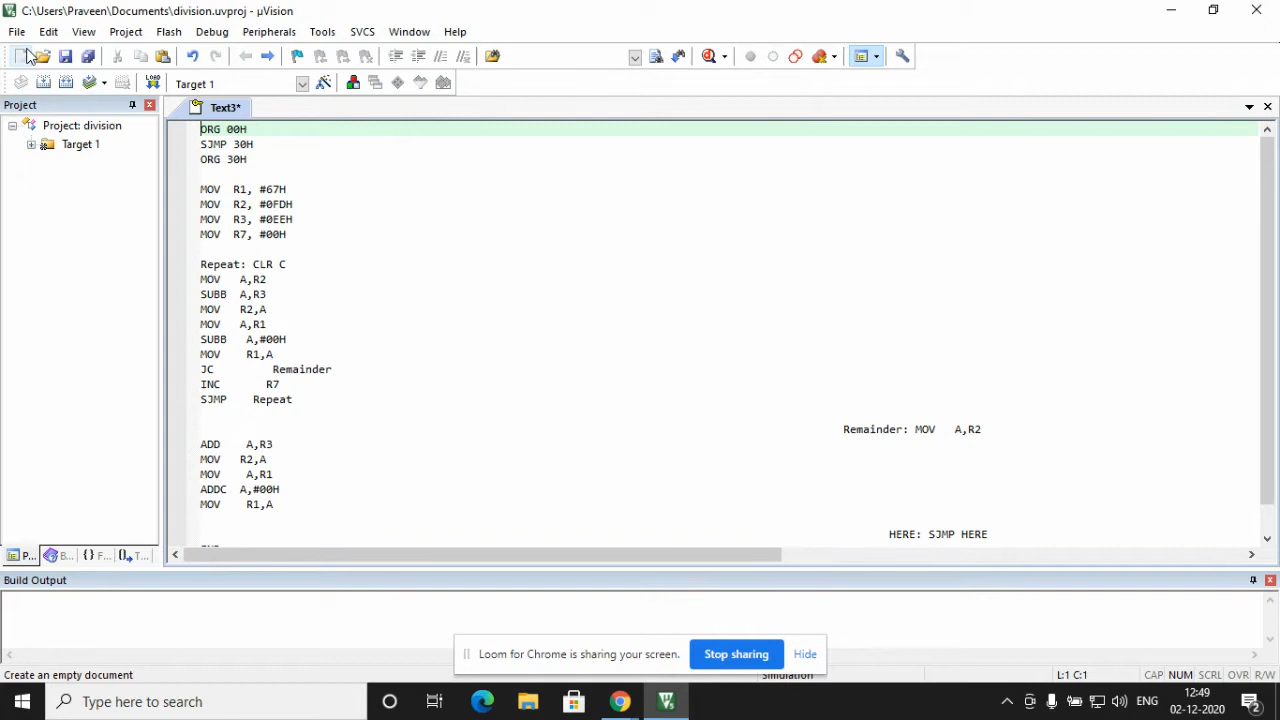 C:\Users\Praveen\Documents\division.uvproj - µVision
File Edit View Project Flash Debug Tools SVCS Window Help
LOAD Target 1
Project
Text3*
Project: division
Target 1
ORG 00H
SJMP 30H
ORG 30H
MOV R1, #67H
MOV R2, #0FDH
MOV R3, #0EEH
MOV R7, #00H
Repeat: CLR C
MOV A,R2
SUBB A,R3
MOV R2,A
MOV A,R1
SUBB A,#00H
MOV R1,A
JC Remainder
INC R7
SJMP Repeat
Remainder: MOV A,R2
ADD A,R3
MOV R2,A
MOV A,R1
ADDC A,#00H
MOV R1,A
HERE: SJMP HERE
P... B... {} F... T...
Build Output
Loom for Chrome is sharing your screen. Stop sharing Hide
Create an empty document
Simulation
L:1 C:1 CAP NUM SCRL OVR R/W
Type here to search
ENG
12:49
02-12-2020
2